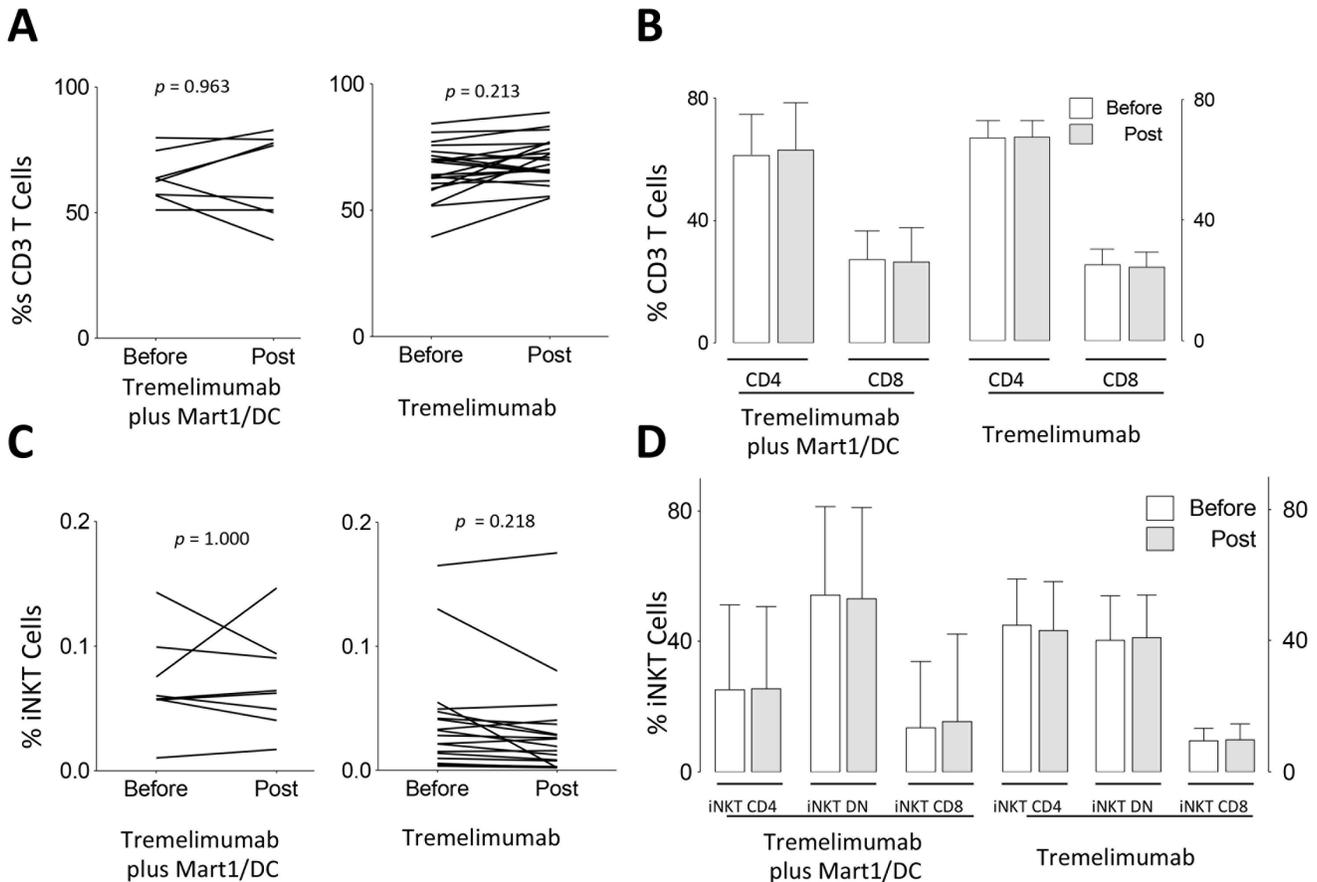 A
100
p = 0.963
%s CD3 T Cells
50
0
Before Post
Tremelimumab
plus Mart1/DC
100
p = 0.213
50
0
Before Post
Tremelimumab
B
80
% CD3 T Cells
40
0
80
40
0
Before
Post
CD4 CD8 CD4 CD8
Tremelimumab
plus Mart1/DC
Tremelimumab
C
0.2
p = 1.000
% iNKT Cells
0.1
0.0
Before Post
Tremelimumab
plus Mart1/DC
0.2
p = 0.218
0.1
0.0
Before Post
Tremelimumab
D
80
% iNKT Cells
40
0
80
40
0
Before
Post
iNKT CD4 iNKT DN iNKT CD8 iNKT CD4 iNKT DN iNKT CD8
Tremelimumab
plus Mart1/DC
Tremelimumab